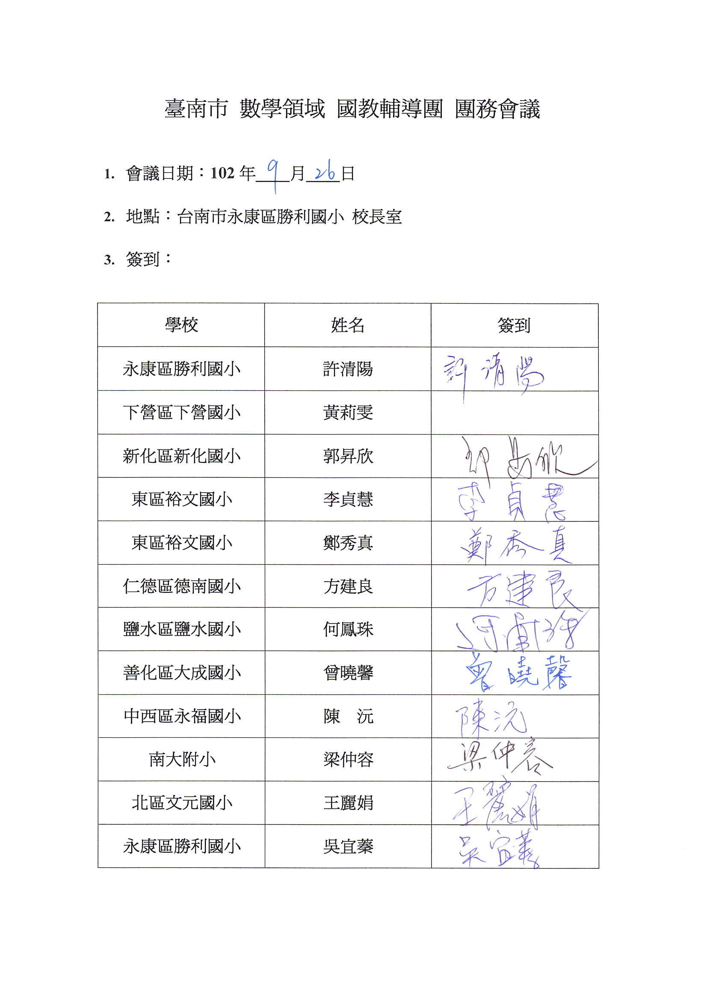 臺南市 數學領域 國教輔導團 團務會議
1. 會議日期：102 年 9 月 26 日
2. 地點：台南市永康區勝利國小 校長室
3. 簽到：
學校 姓名 簽到
永康區勝利國小 許清陽 許清陽
下營區下營國小 黃莉雯
新化區新化國小 郭昇欣 郭昇欣
東區裕文國小 李貞慧 李貞慧
東區裕文國小 鄭秀真 鄭秀真
仁德區德南國小 方建良 方建良
鹽水區鹽水國小 何鳳珠 何鳳珠
善化區大成國小 曾曉馨 曾曉馨
中西區永福國小 陳　沅 陳沅
南大附小 梁仲容 梁仲容
北區文元國小 王麗娟 王麗娟
永康區勝利國小 吳宜蓁 吳宜蓁